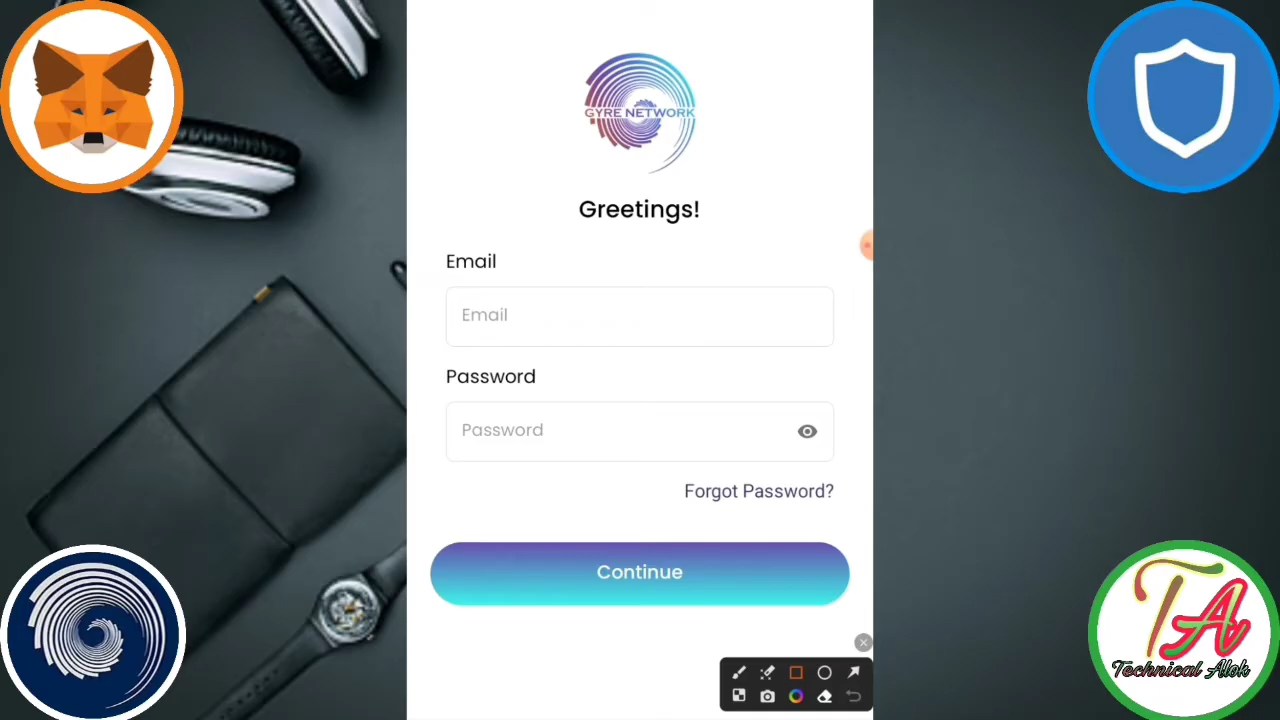 GYRE NETWORK
Greetings!
Email
Email
Password
Password
Forgot Password?
Continue
TA
Technical Alok